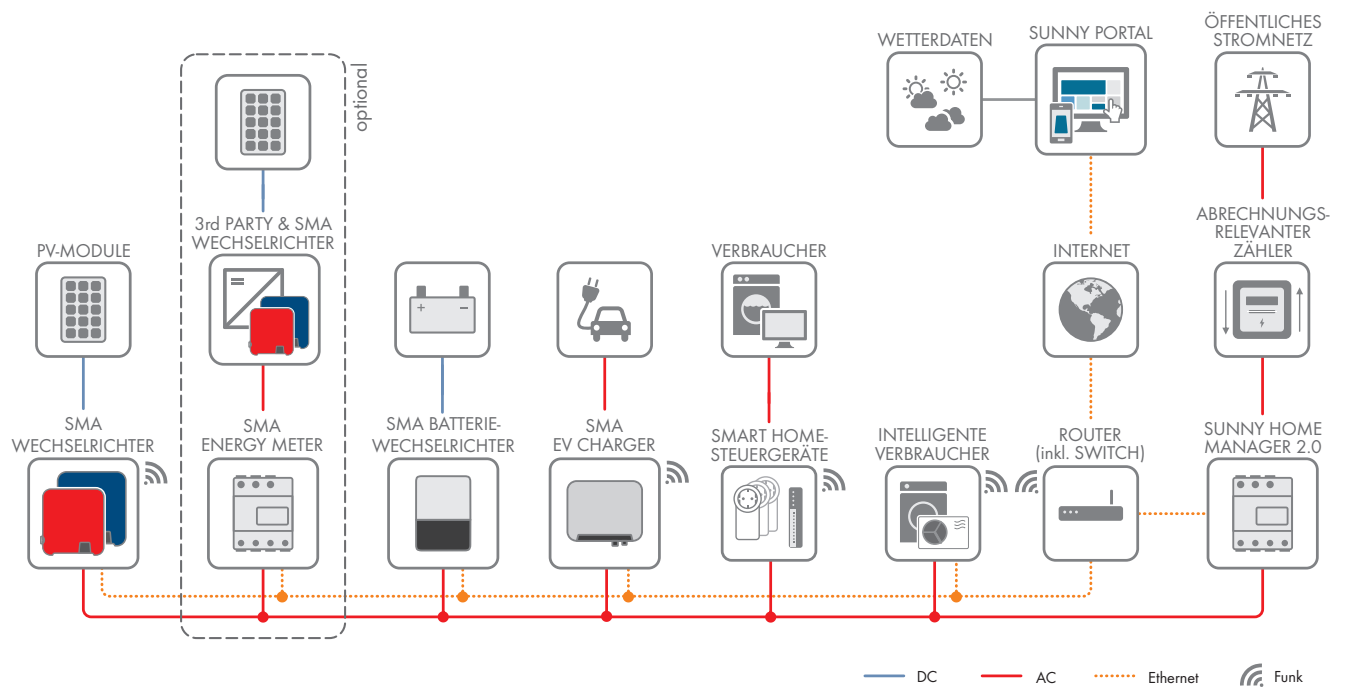 ÖFFENTLICHES
STROMNETZ
WETTERDATEN
SUNNY PORTAL
optional
3rd PARTY & SMA
WECHSELRICHTER
ABRECHNUNGS-
RELEVANTER
ZÄHLER
PV-MODULE
VERBRAUCHER
INTERNET
+ −
SMA
WECHSELRICHTER
SMA
ENERGY METER
SMA BATTERIE-
WECHSELRICHTER
SMA
EV CHARGER
SMART HOME-
STEUERGERÄTE
INTELLIGENTE
VERBRAUCHER
ROUTER
(inkl. SWITCH)
SUNNY HOME
MANAGER 2.0
DC
AC
Ethernet
Funk